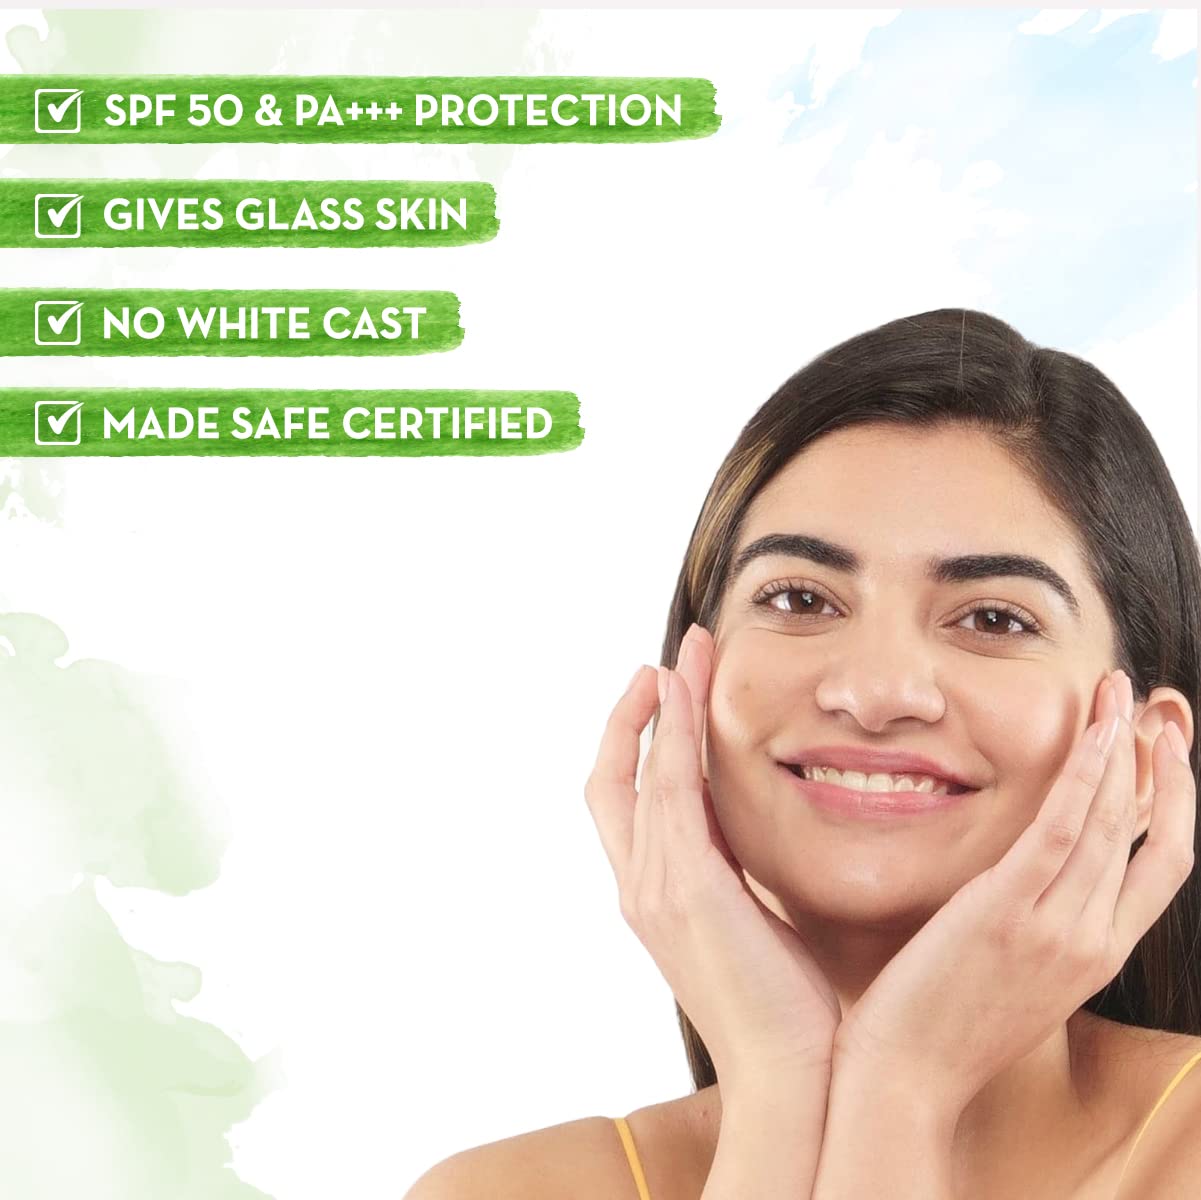 SPF 50 & PA+++ PROTECTION
GIVES GLASS SKIN
NO WHITE CAST
MADE SAFE CERTIFIED